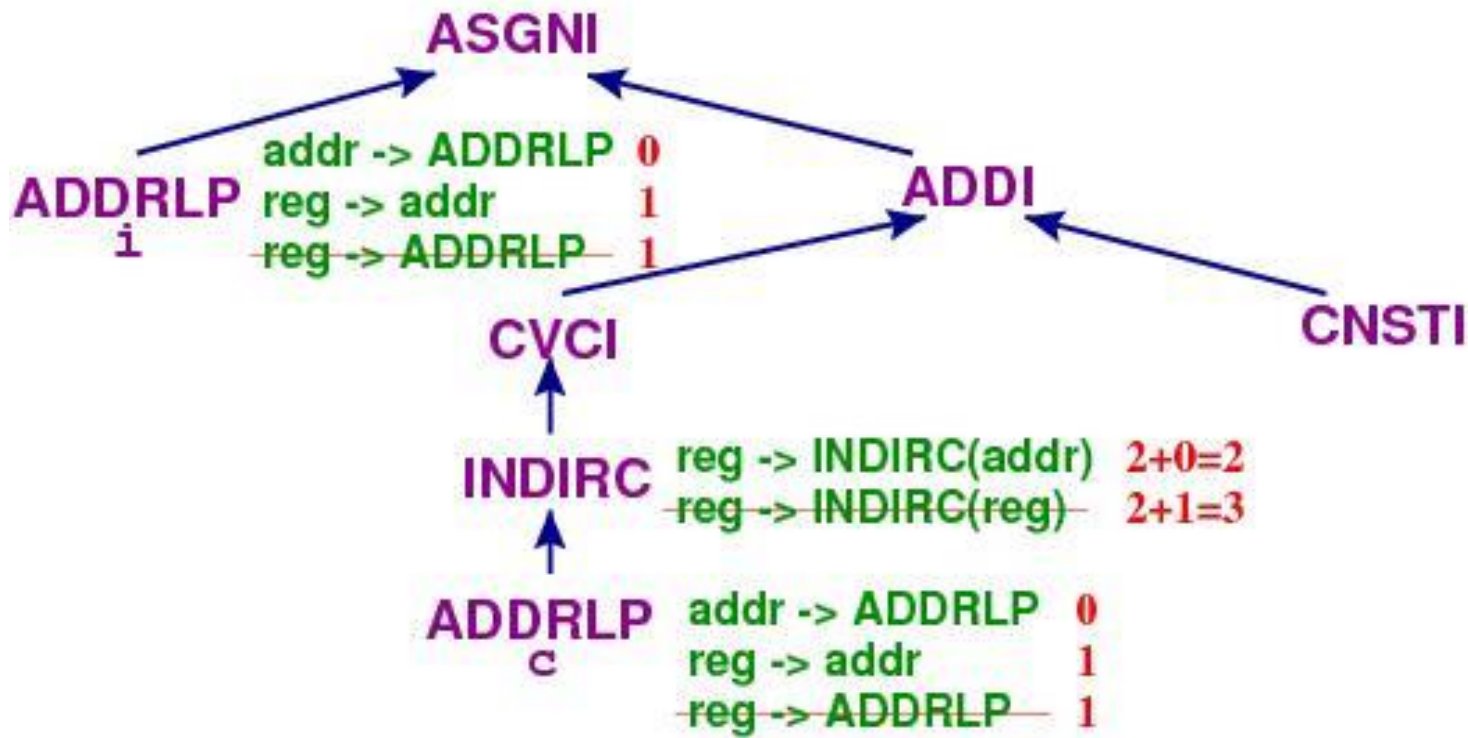 ASGNI
addr -> ADDRLP 0
ADDRLP reg -> addr 1
i reg -> ADDRLP 1
ADDI
CVCI
CNSTI
INDIRC reg -> INDIRC(addr) 2+0=2
reg -> INDIRC(reg) 2+1=3
ADDRLP addr -> ADDRLP 0
c reg -> addr 1
reg -> ADDRLP 1